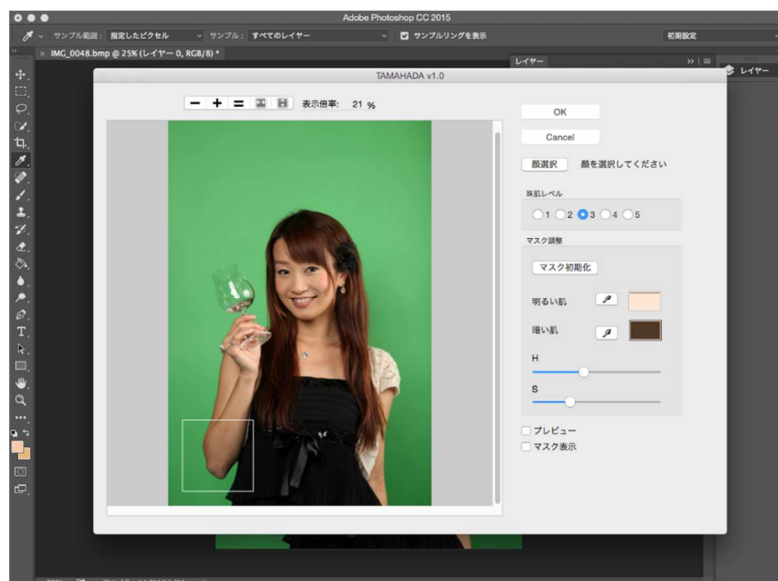 Adobe Photoshop CC 2015
サンプル範囲： 指定したピクセル サンプル： すべてのレイヤー サンプルリングを表示 初期設定
× IMG_0048.bmp @ 25% (レイヤー 0, RGB/8) *
レイヤー
レイヤー
TAMAHADA v1.0
表示倍率: 21 %
OK
Cancel
顔選択 顔を選択してください
珠肌レベル
1 2 3 4 5
マスク調整
マスク初期化
明るい肌
暗い肌
H
S
プレビュー
マスク表示